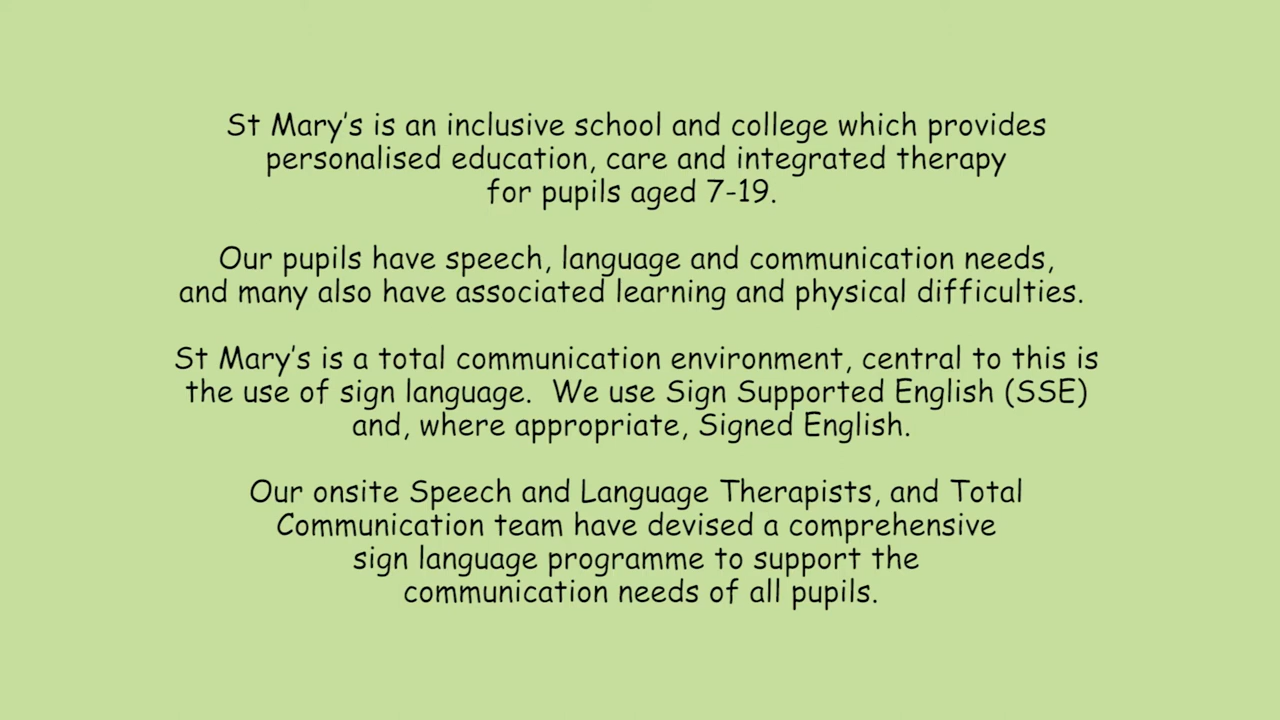 St Mary's is an inclusive school and college which provides
personalised education, care and integrated therapy
for pupils aged 7-19.
Our pupils have speech, language and communication needs,
and many also have associated learning and physical difficulties.
St Mary's is a total communication environment, central to this is
the use of sign language.  We use Sign Supported English (SSE)
and, where appropriate, Signed English.
Our onsite Speech and Language Therapists, and Total
Communication team have devised a comprehensive
sign language programme to support the
communication needs of all pupils.